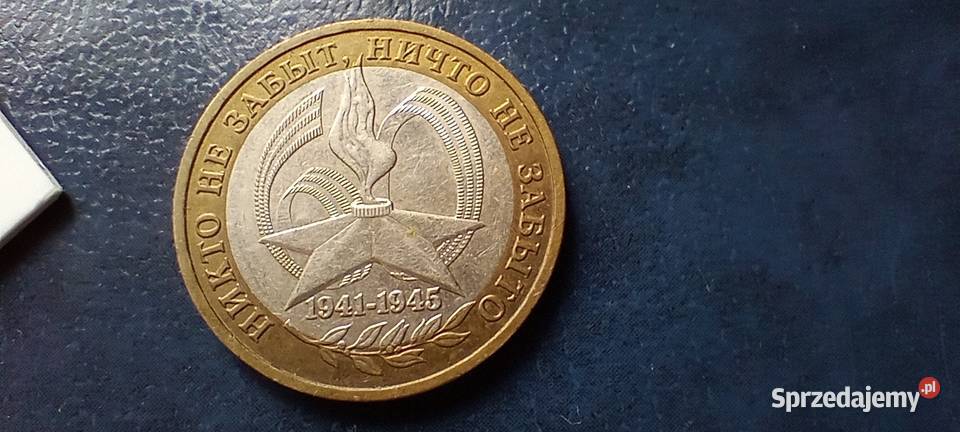 НИКТО НЕ ЗАБЫТ, НИЧТО НЕ ЗАБЫТО
1941-1945
Sprzedajemy.pl